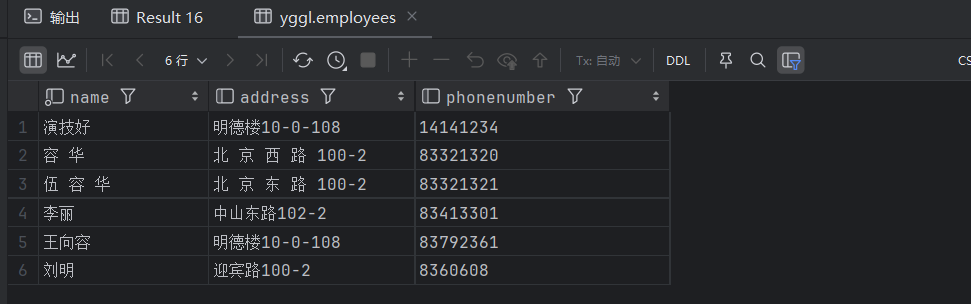 输出 Result 16 yggl.employees
6 行 Tx: 自动 DDL CS
name address phonenumber
1 演技好 明德楼10-0-108 14141234
2 容 华 北 京 西 路 100-2 83321320
3 伍 容 华 北 京 东 路 100-2 83321321
4 李丽 中山东路102-2 83413301
5 王向容 明德楼10-0-108 83792361
6 刘明 迎宾路100-2 8360608